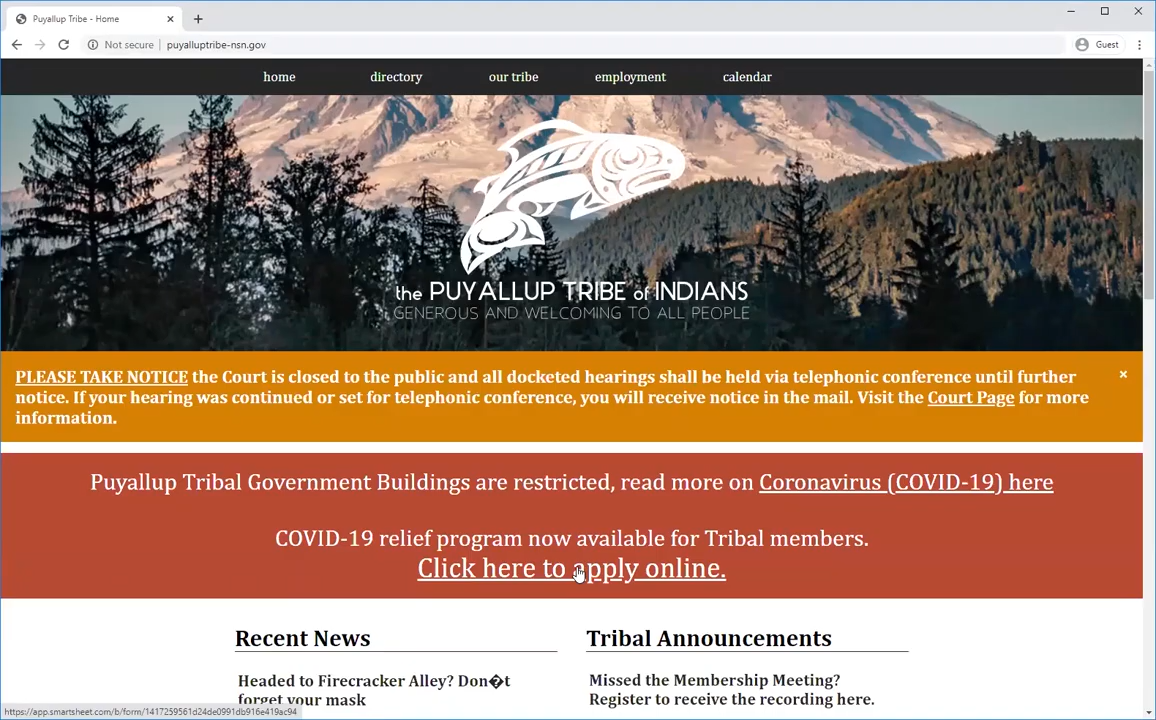 Puyallup Tribe - Home
Not secure | puyalluptribe-nsn.gov
Guest
home directory our tribe employment calendar
the PUYALLUP TRIBE of INDIANS
GENEROUS AND WELCOMING TO ALL PEOPLE
PLEASE TAKE NOTICE the Court is closed to the public and all docketed hearings shall be held via telephonic conference until further
notice. If your hearing was continued or set for telephonic conference, you will receive notice in the mail. Visit the Court Page for more
information.
Puyallup Tribal Government Buildings are restricted, read more on Coronavirus (COVID-19) here
COVID-19 relief program now available for Tribal members.
Click here to apply online.
Recent News
Headed to Firecracker Alley? Don�t
forget your mask
Tribal Announcements
Missed the Membership Meeting?
Register to receive the recording here.
https://app.smartsheet.com/b/form/1417259561d24de0991db916e419ac94